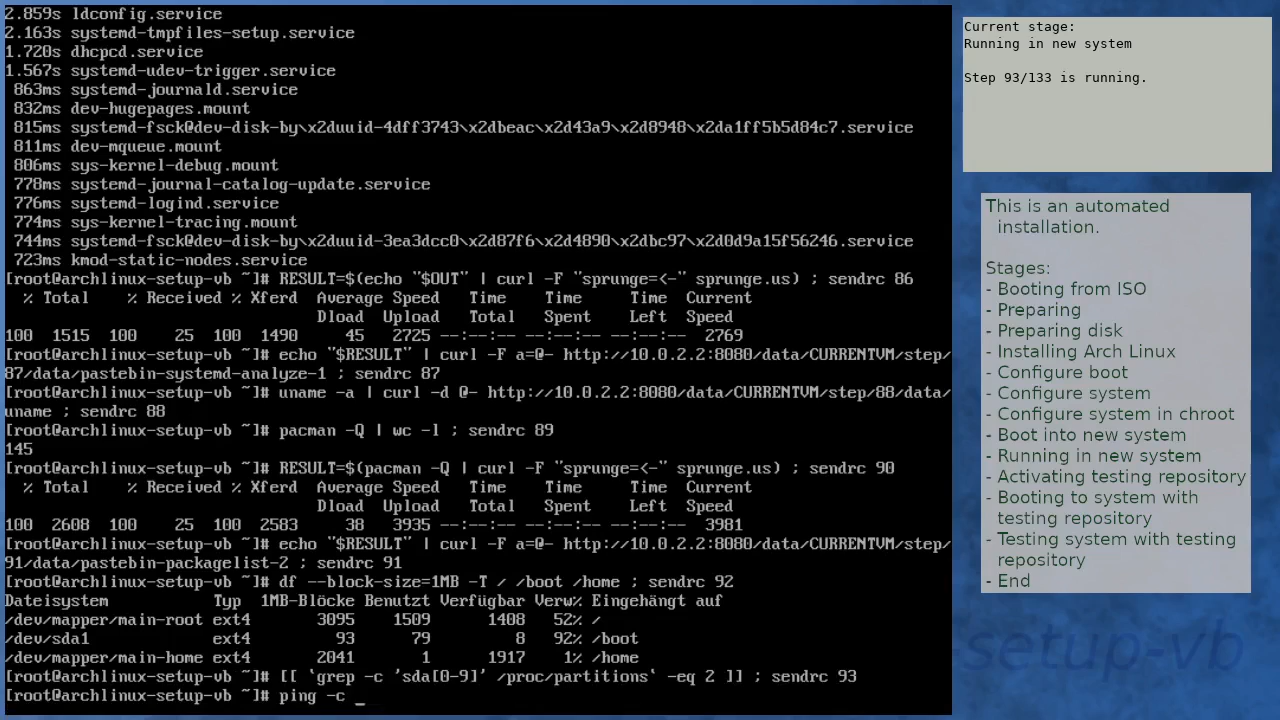 2.859s ldconfig.service
2.163s systemd-tmpfiles-setup.service
1.720s dhcpcd.service
1.567s systemd-udev-trigger.service
863ms systemd-journald.service
832ms dev-hugepages.mount
815ms systemd-fsck@dev-disk-by\x2duuid-4dff3743\x2dbeac\x2d43a9\x2d8948\x2da1ff5b5d84c7.service
811ms dev-mqueue.mount
806ms sys-kernel-debug.mount
778ms systemd-journal-catalog-update.service
776ms systemd-logind.service
774ms sys-kernel-tracing.mount
744ms systemd-fsck@dev-disk-by\x2duuid-3ea3dcc0\x2d87f6\x2d4890\x2dbc97\x2d0d9a15f56246.service
723ms kmod-static-nodes.service
[root@archlinux-setup-vb ~]# RESULT=$(echo "$OUT" | curl -F "sprunge=<-" sprunge.us) ; sendrc 86
% Total    % Received % Xferd  Average Speed   Time    Time     Time  Current
Dload  Upload   Total   Spent    Left  Speed
100  1515  100    25  100  1490     45   2725 --:--:-- --:--:-- --:--:--  2769
[root@archlinux-setup-vb ~]# echo "$RESULT" | curl -F a=@- http://10.0.2.2:8080/data/CURRENTVM/step/
87/data/pastebin-systemd-analyze-1 ; sendrc 87
[root@archlinux-setup-vb ~]# uname -a | curl -d @- http://10.0.2.2:8080/data/CURRENTVM/step/88/data/
uname ; sendrc 88
[root@archlinux-setup-vb ~]# pacman -Q | wc -l ; sendrc 89
145
[root@archlinux-setup-vb ~]# RESULT=$(pacman -Q | curl -F "sprunge=<-" sprunge.us) ; sendrc 90
% Total    % Received % Xferd  Average Speed   Time    Time     Time  Current
Dload  Upload   Total   Spent    Left  Speed
100  2608  100    25  100  2583     38   3935 --:--:-- --:--:-- --:--:--  3981
[root@archlinux-setup-vb ~]# echo "$RESULT" | curl -F a=@- http://10.0.2.2:8080/data/CURRENTVM/step/
91/data/pastebin-packagelist-2 ; sendrc 91
[root@archlinux-setup-vb ~]# df --block-size=1MB -T / /boot /home ; sendrc 92
Dateisystem           Typ  1MB-Blöcke Benutzt Verfügbar Verw% Eingehängt auf
/dev/mapper/main-root ext4       3095    1509      1408   52% /
/dev/sda1             ext4         93      79         8   92% /boot
/dev/mapper/main-home ext4       2041       1      1917    1% /home
[root@archlinux-setup-vb ~]# [[ `grep -c 'sda[0-9]' /proc/partitions` -eq 2 ]] ; sendrc 93
[root@archlinux-setup-vb ~]# ping -c _
Current stage:
Running in new system
Step 93/133 is running.
This is an automated
installation.
Stages:
- Booting from ISO
- Preparing
- Preparing disk
- Installing Arch Linux
- Configure boot
- Configure system
- Configure system in chroot
- Boot into new system
- Running in new system
- Activating testing repository
- Booting to system with
testing repository
- Testing system with testing
repository
- End
-setup-vb